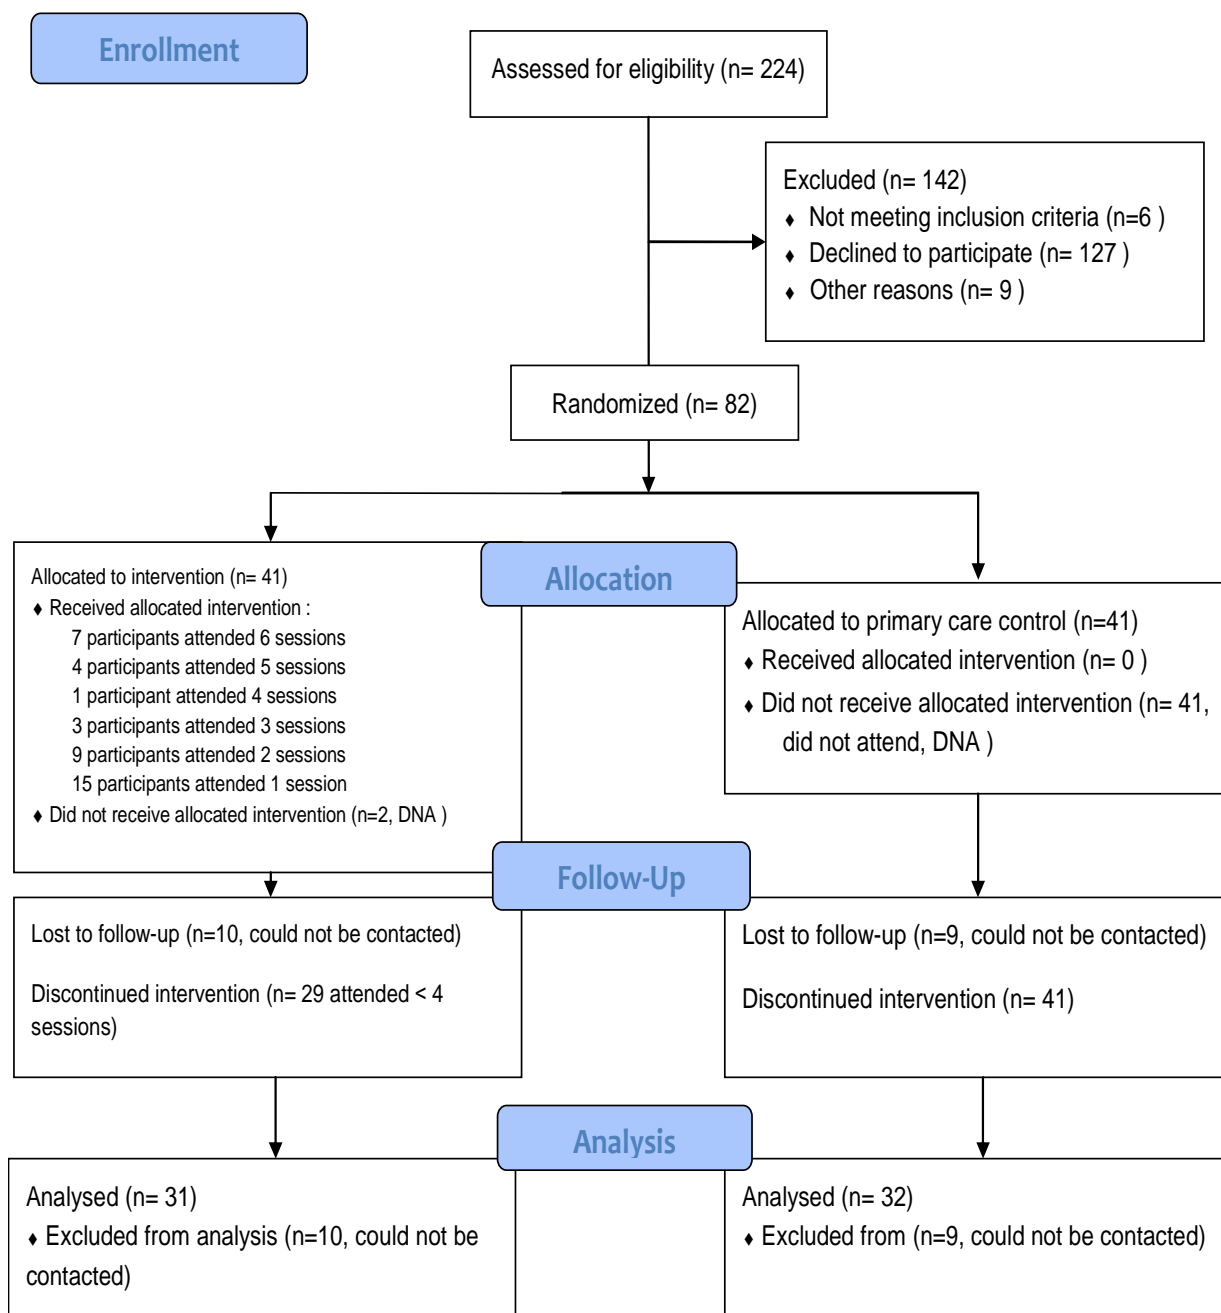 Enrollment
Assessed for eligibility (n= 224)
Excluded (n= 142)
♦ Not meeting inclusion criteria (n=6 )
♦ Declined to participate (n= 127 )
♦ Other reasons (n= 9 )
Randomized (n= 82)
Allocation
Allocated to intervention (n= 41)
♦ Received allocated intervention :
7 participants attended 6 sessions
4 participants attended 5 sessions
1 participant attended 4 sessions
3 participants attended 3 sessions
9 participants attended 2 sessions
15 participants attended 1 session
♦ Did not receive allocated intervention (n=2, DNA )
Allocated to primary care control (n=41)
♦ Received allocated intervention (n= 0 )
♦ Did not receive allocated intervention (n= 41,
did not attend, DNA )
Follow-Up
Lost to follow-up (n=10, could not be contacted)
Discontinued intervention (n= 29 attended < 4
sessions)
Lost to follow-up (n=9, could not be contacted)
Discontinued intervention (n= 41)
Analysis
Analysed (n= 31)
♦ Excluded from analysis (n=10, could not be
contacted)
Analysed (n= 32)
♦ Excluded from (n=9, could not be contacted)